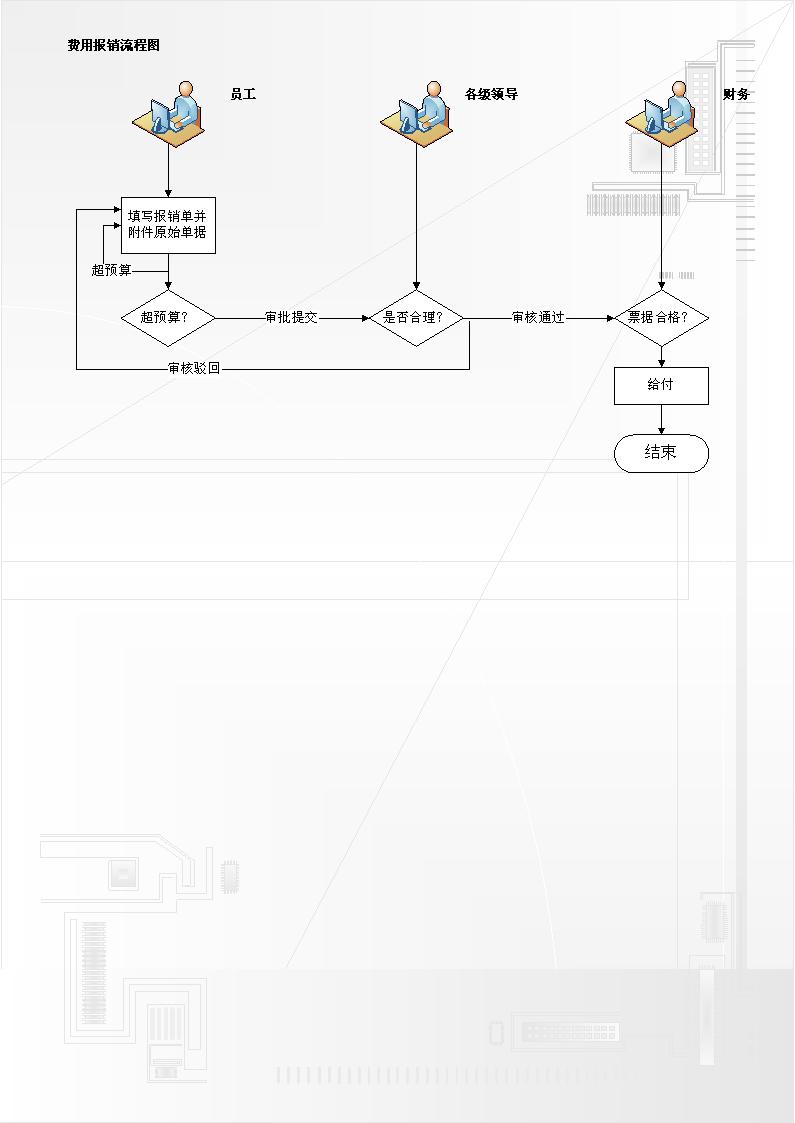 费用报销流程图
员工
各级领导
财务
填写报销单并
附件原始单据
超预算
超预算？
审批提交
是否合理？
审核通过
票据合格？
审核驳回
给付
结束